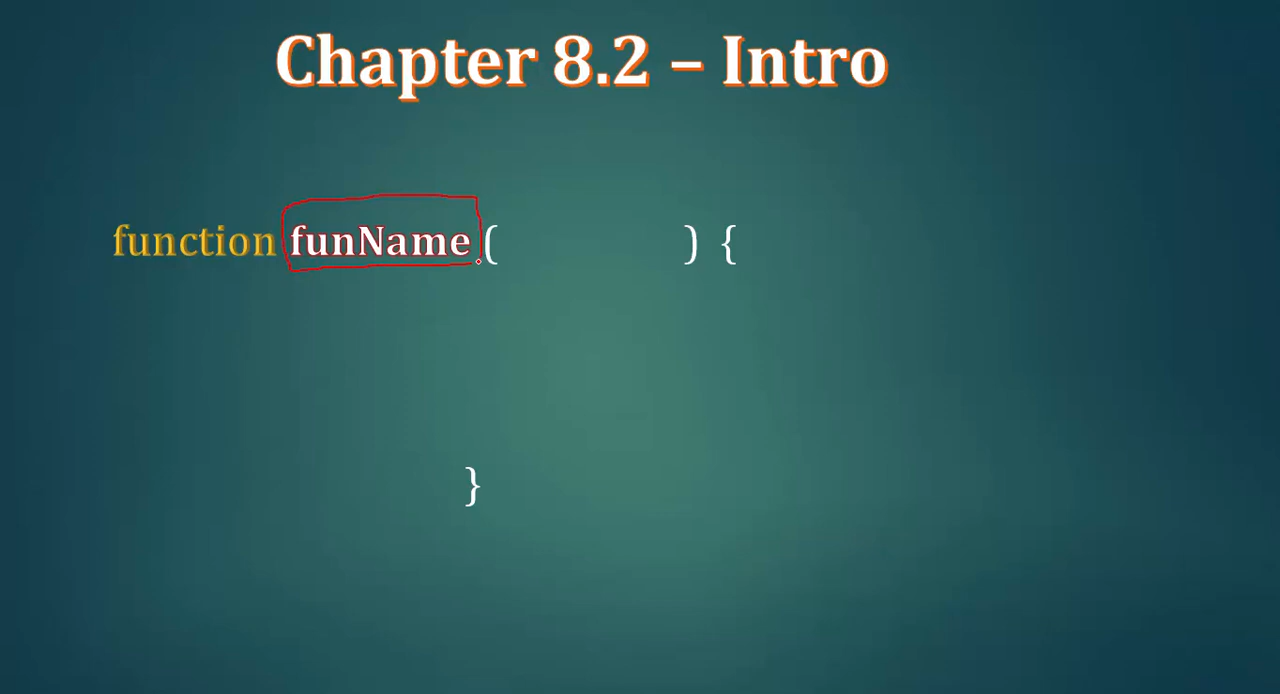 Chapter 8.2 – Intro
function funName ( ) {
}